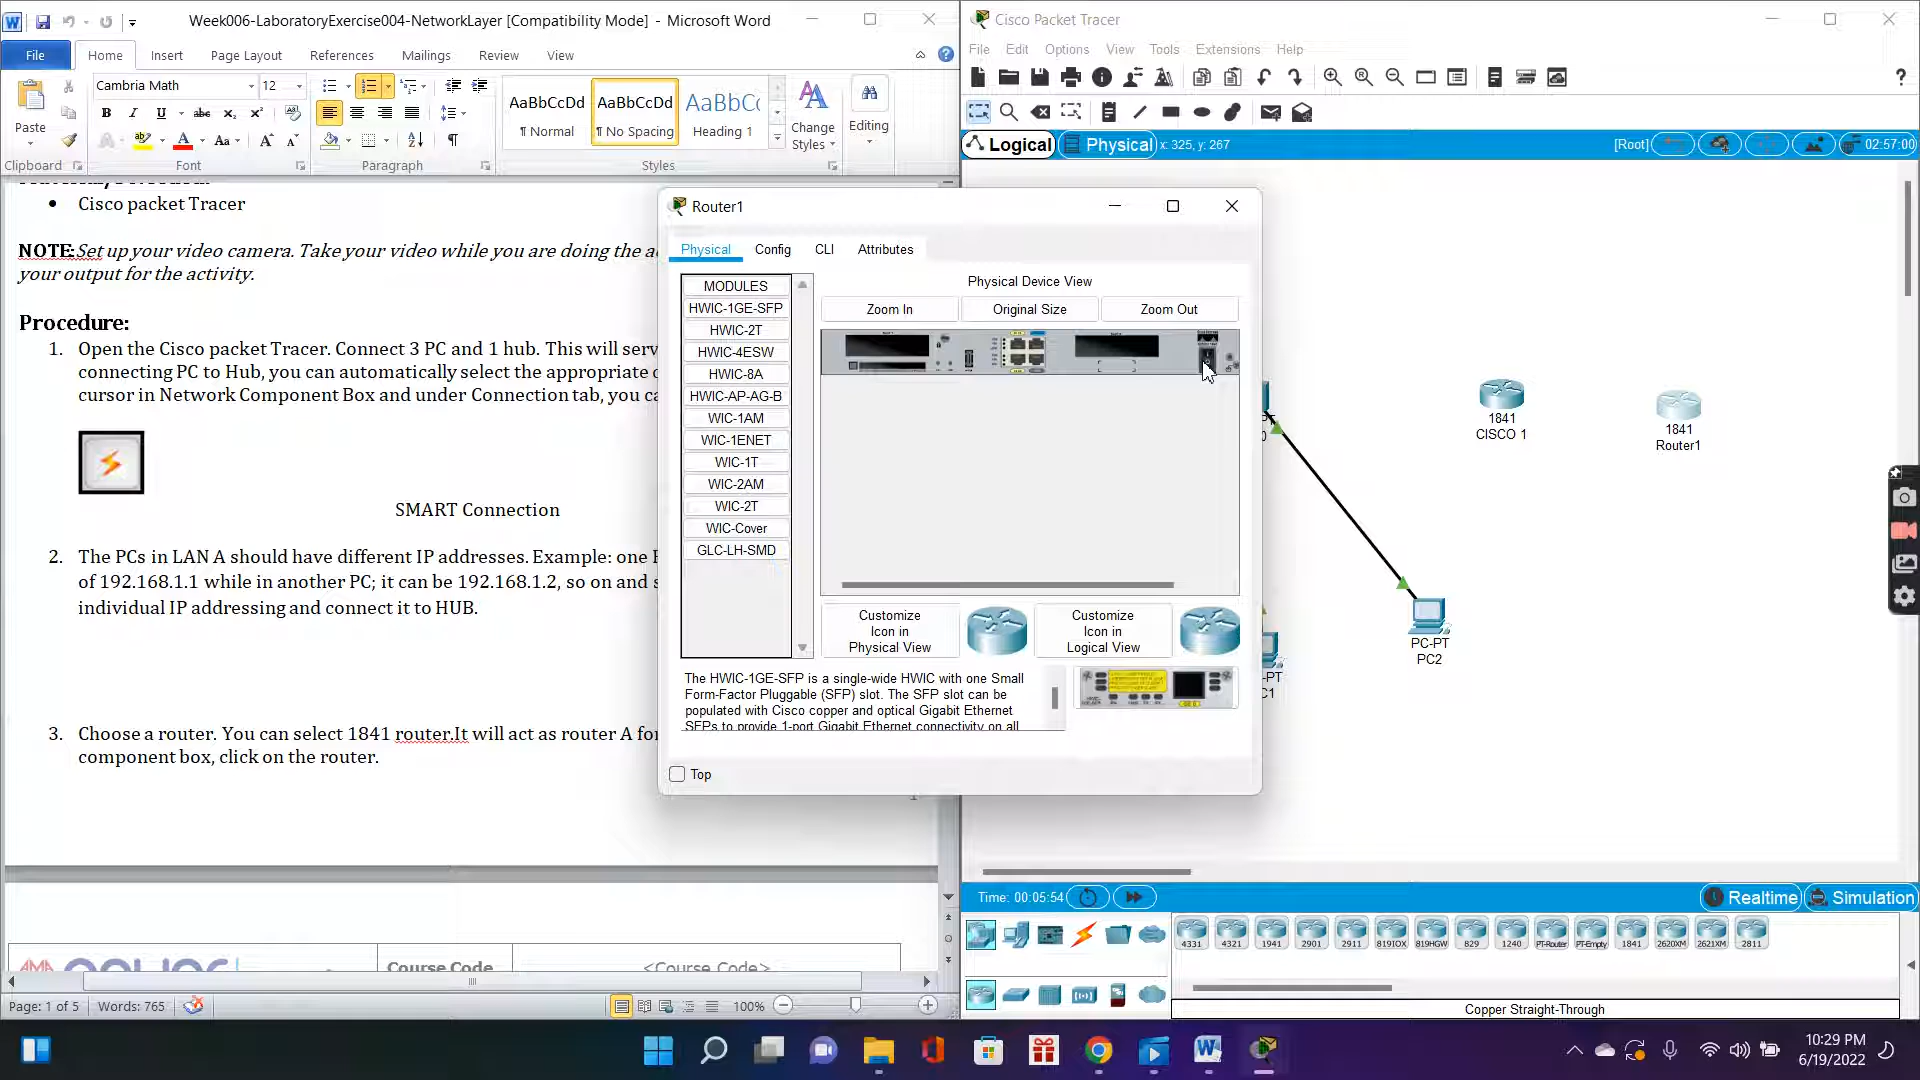 Week006-LaboratoryExercise004-NetworkLayer [Compatibility Mode] - Microsoft Word
File Home Insert Page Layout References Mailings Review View
Cambria Math 12
Paste
AaBbCcDd AaBbCcDd AaBbCc
¶ Normal ¶ No Spacing Heading 1
Change Styles
Editing
Clipboard Font Paragraph Styles
• Cisco packet Tracer
NOTE: Set up your video camera. Take your video while you are doing the
your output for the activity.
Procedure:
1. Open the Cisco packet Tracer. Connect 3 PC and 1 hub. This will
connecting PC to Hub, you can automatically select the appropriate
cursor in Network Component Box and under Connection tab, you
SMART Connection
2. The PCs in LAN A should have different IP addresses. Example: one
of 192.168.1.1 while in another PC; it can be 192.168.1.2, so on and
individual IP addressing and connect it to HUB.
3. Choose a router. You can select 1841 router.It will act as router A
component box, click on the router.
Course Code
<Course Code>
Page: 1 of 5 Words: 765
100%
Cisco Packet Tracer
File Edit Options View Tools Extensions Help
Logical Physical x: 325, y: 267
[Root] 02:57:00
Router1
Physical Config CLI Attributes
MODULES
HWIC-1GE-SFP
HWIC-2T
HWIC-4ESW
HWIC-8A
HWIC-AP-AG-B
WIC-1AM
WIC-1ENET
WIC-1T
WIC-2AM
WIC-2T
WIC-Cover
GLC-LH-SMD
Physical Device View
Zoom In Original Size Zoom Out
Customize
Icon in
Physical View
Customize
Icon in
Logical View
The HWIC-1GE-SFP is a single-wide HWIC with one Small
Form-Factor Pluggable (SFP) slot. The SFP slot can be
populated with Cisco copper and optical Gigabit Ethernet
SFPs to provide 1-port Gigabit Ethernet connectivity on all
Top
1841
CISCO 1
1841
Router1
PC-PT
PC2
Time: 00:05:54
Realtime Simulation
4331 4321 1941 2901 2911 819IOX 819HGW 829 1240 PT-Router PT-Empty 1841 2620XM 2621XM 2811
Copper Straight-Through
10:29 PM
6/19/2022